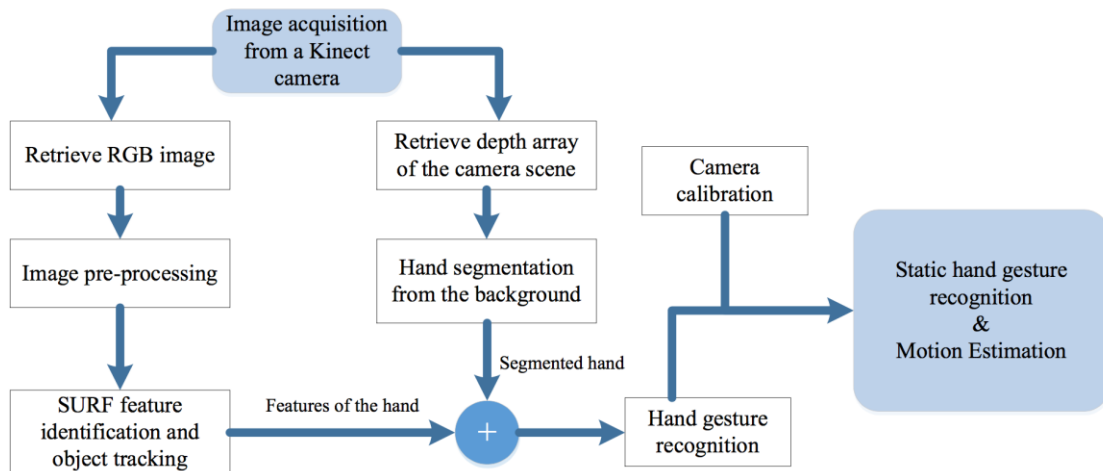 Image acquisition
from a Kinect
camera
Retrieve RGB image
Retrieve depth array
of the camera scene
Camera
calibration
Image pre-processing
Hand segmentation
from the background
Static hand gesture
recognition
&
Motion Estimation
Segmented hand
SURF feature
identification and
object tracking
Features of the hand
+
Hand gesture
recognition